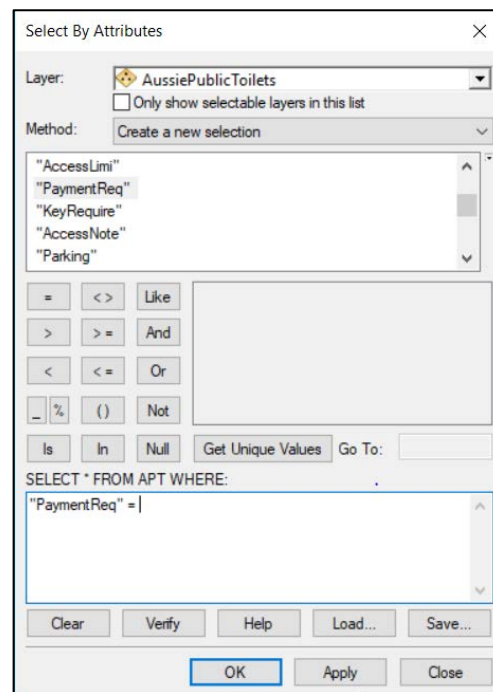 Select By Attributes
Layer: AussiePublicToilets
Only show selectable layers in this list
Method: Create a new selection
"AccessLimi"
"PaymentReq"
"KeyRequire"
"AccessNote"
"Parking"
= < > Like
> > = And
< < = Or
_ % ( ) Not
Is In Null Get Unique Values Go To:
SELECT * FROM APT WHERE:
"PaymentReq" =
Clear Verify Help Load... Save...
OK Apply Close